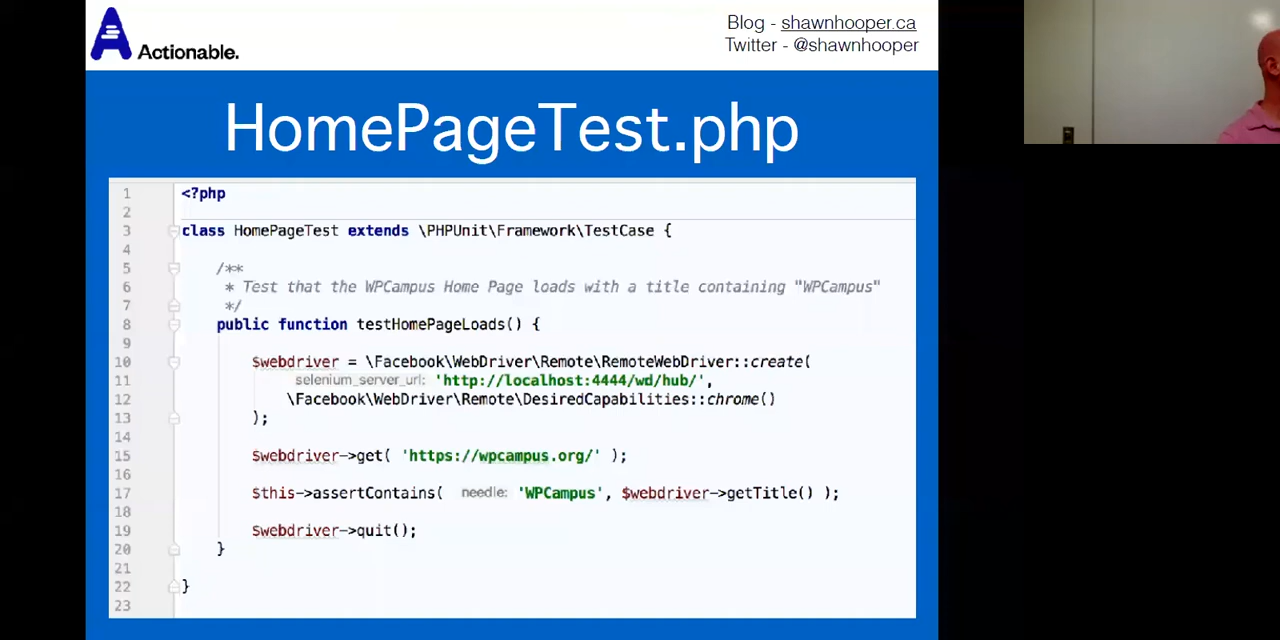 Actionable.
Blog - shawnhooper.ca
Twitter - @shawnhooper
HomePageTest.php
1 <?php
2
3 class HomePageTest extends \PHPUnit\Framework\TestCase {
4
5 /**
6 * Test that the WPCampus Home Page loads with a title containing "WPCampus"
7 */
8 public function testHomePageLoads() {
9
10 $webdriver = \Facebook\WebDriver\Remote\RemoteWebDriver::create(
11 selenium_server_url: 'http://localhost:4444/wd/hub/',
12 \Facebook\WebDriver\Remote\DesiredCapabilities::chrome()
13 );
14
15 $webdriver->get( 'https://wpcampus.org/' );
16
17 $this->assertContains( needle: 'WPCampus', $webdriver->getTitle() );
18
19 $webdriver->quit();
20 }
21
22 }
23